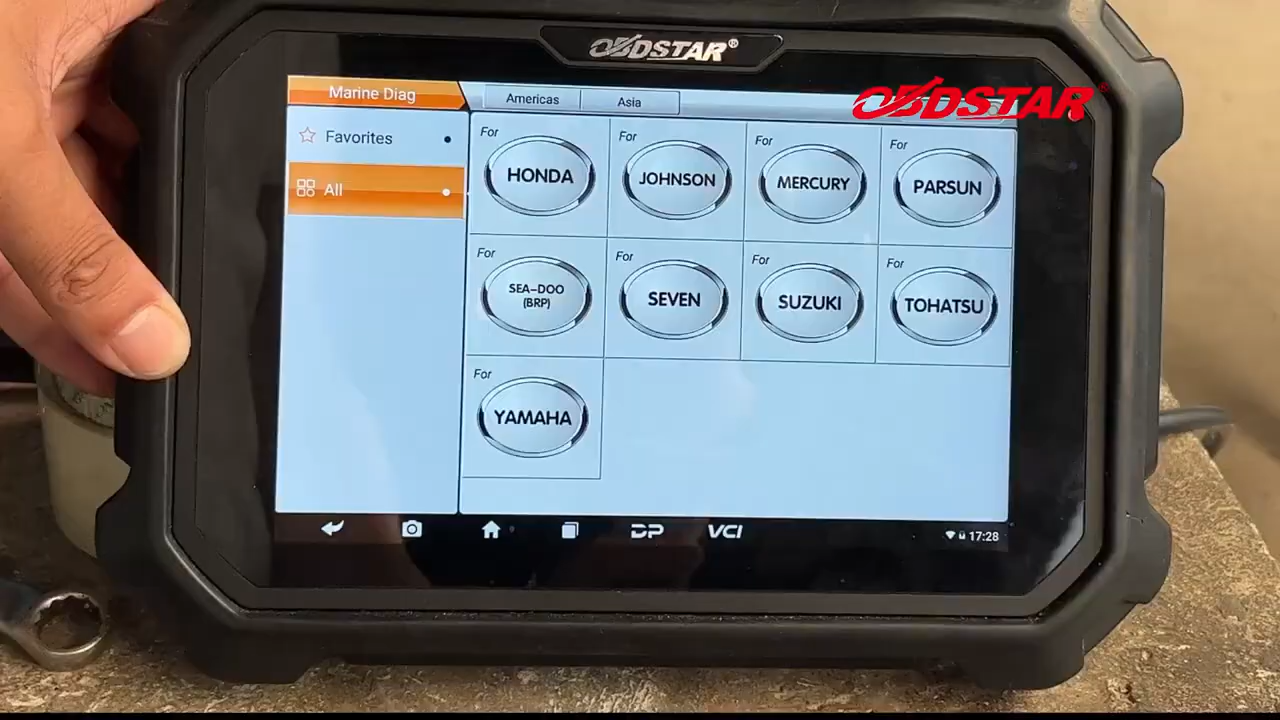 OBDSTAR®
OBDSTAR®
Marine Diag
Americas
Asia
Favorites
All
For
HONDA
For
JOHNSON
For
MERCURY
For
PARSUN
For
SEA-DOO
(BRP)
For
SEVEN
For
SUZUKI
For
TOHATSU
For
YAMAHA
DP
VCI
17:28